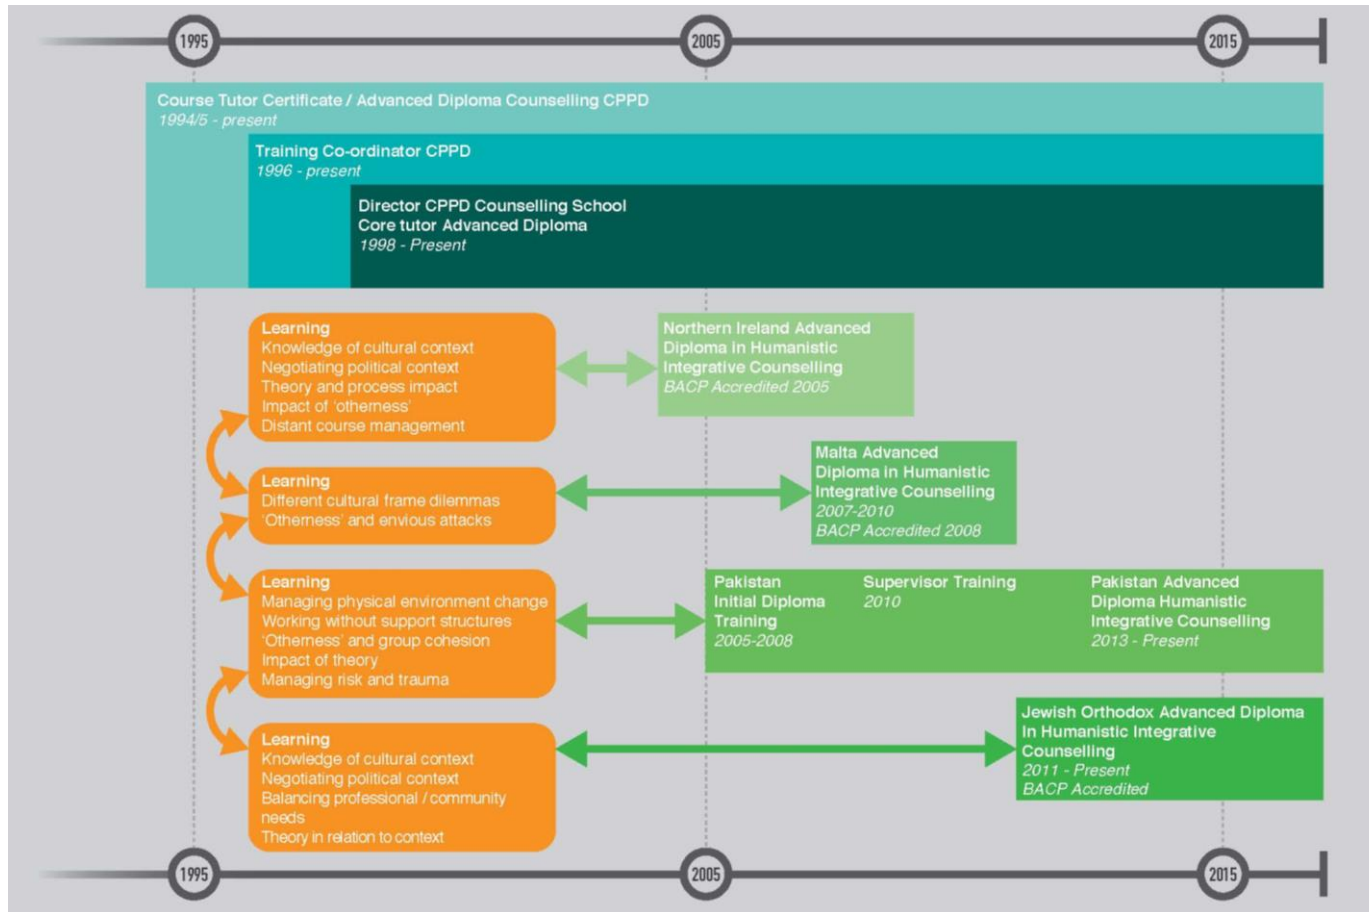 1995
2005
2015
Course Tutor Certificate / Advanced Diploma Counselling CPPD
1994/5 - present
Training Co-ordinator CPPD
1996 - present
Director CPPD Counselling School
Core tutor Advanced Diploma
1998 - Present
Learning
Knowledge of cultural context
Negotiating political context
Theory and process impact
Impact of ‘otherness’
Distant course management
Northern Ireland Advanced
Diploma in Humanistic
Integrative Counselling
BACP Accredited 2005
Learning
Different cultural frame dilemmas
‘Otherness’ and envious attacks
Malta Advanced
Diploma in Humanistic
Integrative Counselling
2007-2010
BACP Accredited 2008
Learning
Managing physical environment change
Working without support structures
‘Otherness’ and group cohesion
Impact of theory
Managing risk and trauma
Pakistan
Initial Diploma
Training
2005-2008
Supervisor Training
2010
Pakistan Advanced
Diploma Humanistic
Integrative Counselling
2013 - Present
Learning
Knowledge of cultural context
Negotiating political context
Balancing professional / community
needs
Theory in relation to context
Jewish Orthodox Advanced Diploma
In Humanistic Integrative
Counselling
2011 - Present
BACP Accredited
1995
2005
2015